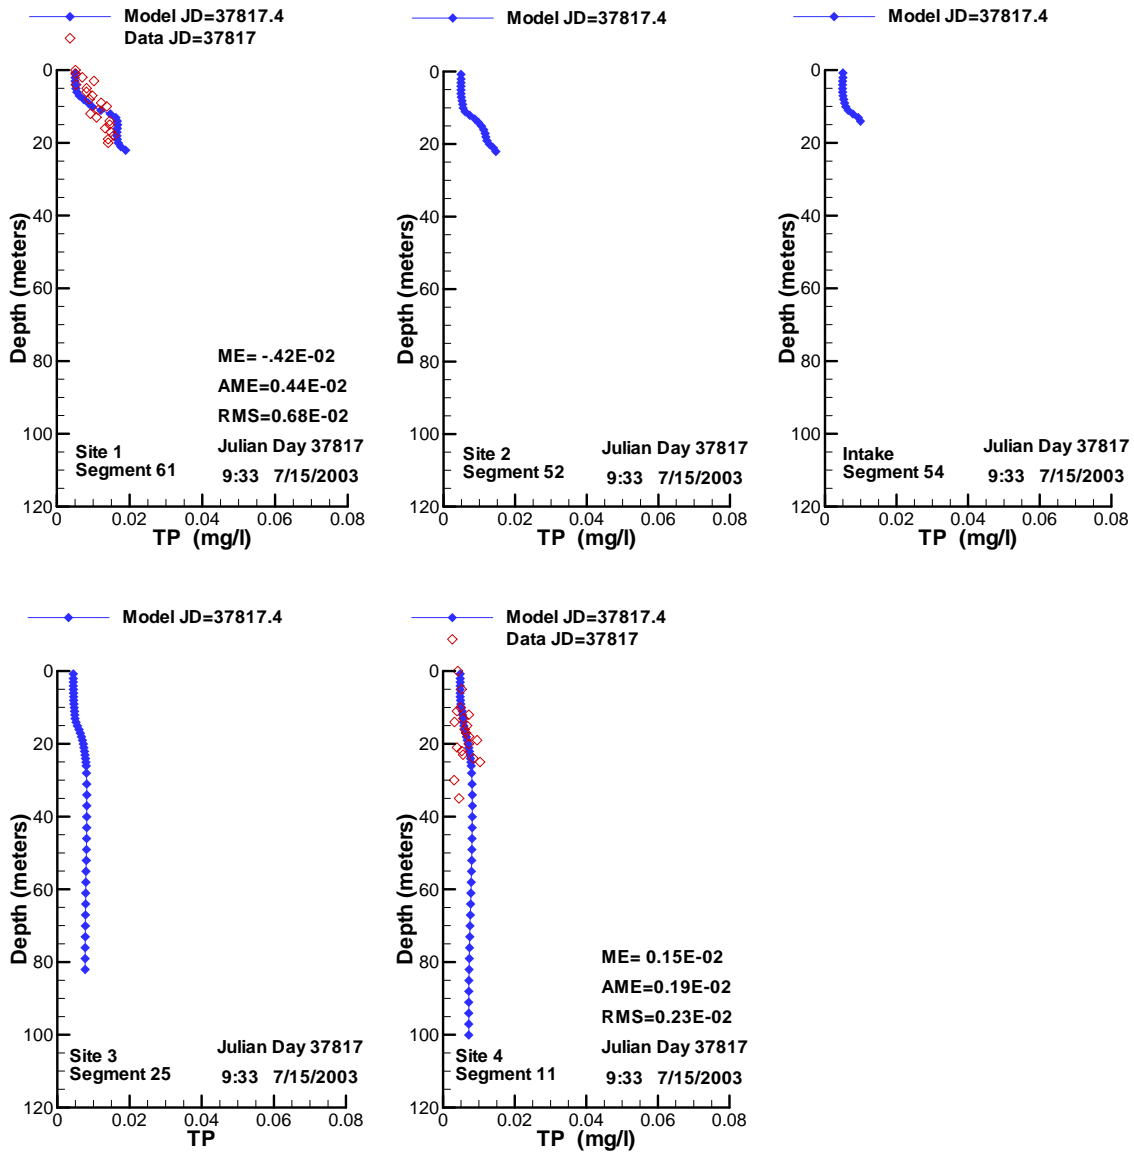 Model JD=37817.4
Data JD=37817
0
20
40
60
80
100
120
Depth (meters)
ME= -.42E-02
AME=0.44E-02
RMS=0.68E-02
Site 1
Segment 61
Julian Day 37817
9:33 7/15/2003
0 0.02 0.04 0.06 0.08
TP (mg/l)
Model JD=37817.4
0
20
40
60
80
100
120
Depth (meters)
Site 2
Segment 52
Julian Day 37817
9:33 7/15/2003
0 0.02 0.04 0.06 0.08
TP (mg/l)
Model JD=37817.4
0
20
40
60
80
100
120
Depth (meters)
Intake
Segment 54
Julian Day 37817
9:33 7/15/2003
0 0.02 0.04 0.06 0.08
TP (mg/l)
Model JD=37817.4
0
20
40
60
80
100
120
Depth (meters)
Site 3
Segment 25
Julian Day 37817
9:33 7/15/2003
0 0.02 0.04 0.06 0.08
TP
Model JD=37817.4
Data JD=37817
0
20
40
60
80
100
120
Depth (meters)
ME= 0.15E-02
AME=0.19E-02
RMS=0.23E-02
Site 4
Segment 11
Julian Day 37817
9:33 7/15/2003
0 0.02 0.04 0.06 0.08
TP (mg/l)